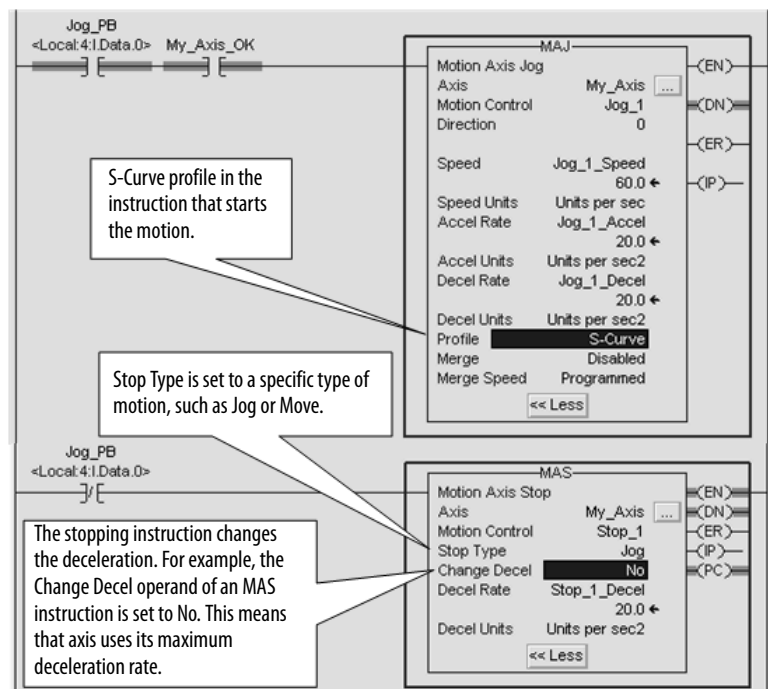 Jog_PB
<Local:4:I.Data.0> My_Axis_OK
MAJ
Motion Axis Jog
Axis My_Axis ...
Motion Control Jog_1
Direction 0
Speed Jog_1_Speed
60.0 ←
Speed Units Units per sec
Accel Rate Jog_1_Accel
20.0 ←
Accel Units Units per sec2
Decel Rate Jog_1_Decel
20.0 ←
Decel Units Units per sec2
Profile S-Curve
Merge Disabled
Merge Speed Programmed
<< Less
(EN)
(DN)
(ER)
(IP)
S-Curve profile in the
instruction that starts
the motion.
Stop Type is set to a specific type of
motion, such as Jog or Move.
Jog_PB
<Local:4:I.Data.0>
MAS
Motion Axis Stop
Axis My_Axis ...
Motion Control Stop_1
Stop Type Jog
Change Decel No
Decel Rate Stop_1_Decel
20.0 ←
Decel Units Units per sec2
<< Less
(EN)
(DN)
(ER)
(IP)
(PC)
The stopping instruction changes
the deceleration. For example, the
Change Decel operand of an MAS
instruction is set to No. This means
that axis uses its maximum
deceleration rate.